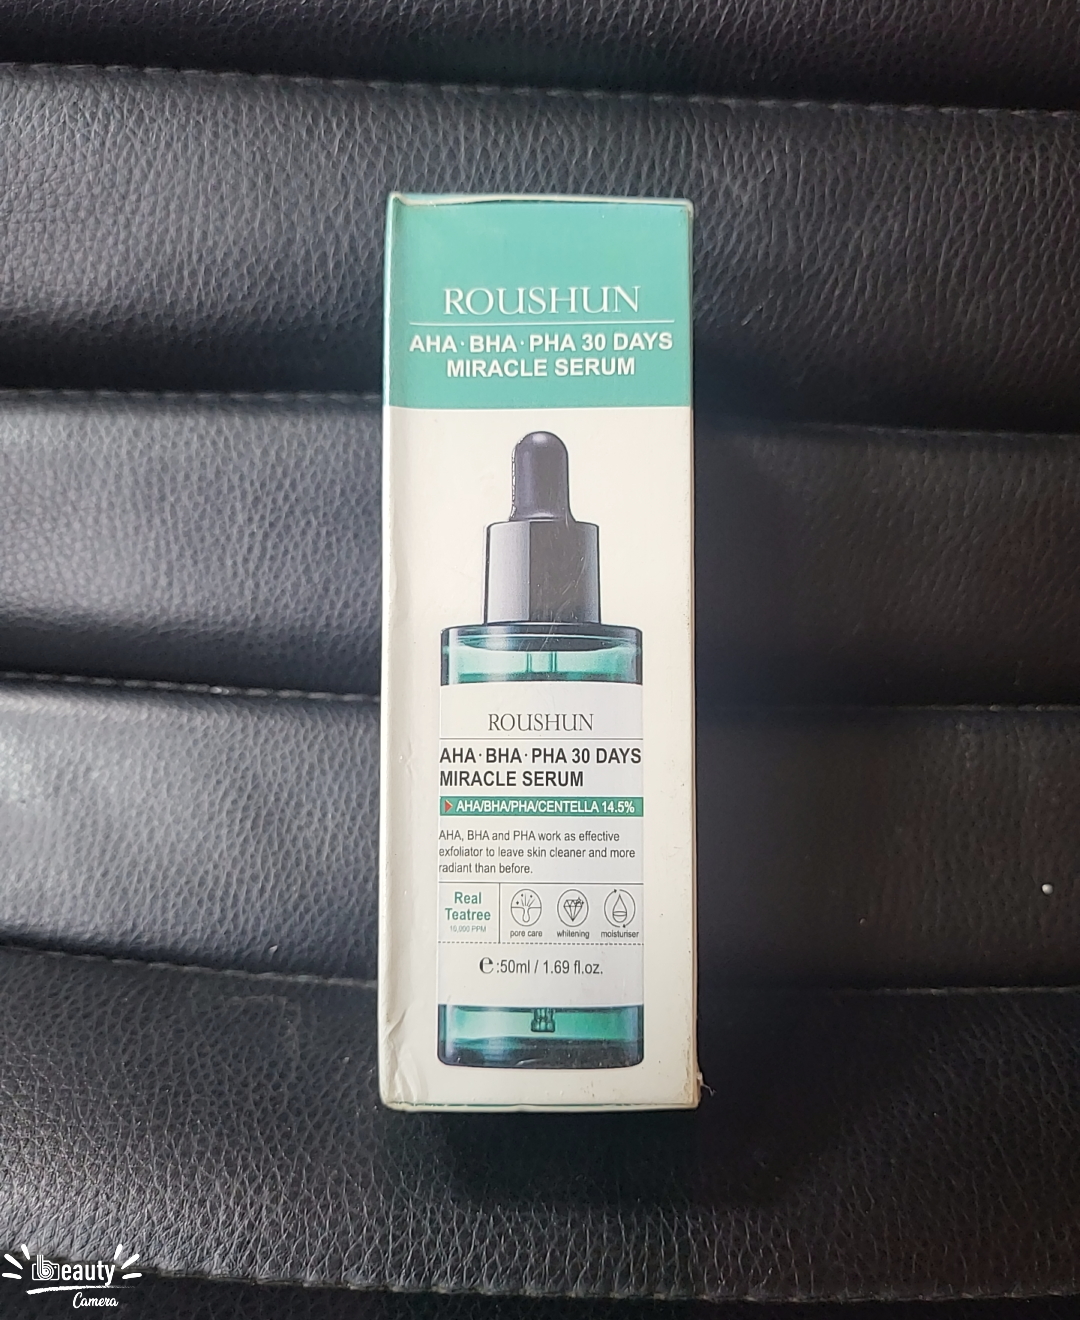 ROUSHUN
AHA·BHA·PHA 30 DAYS
MIRACLE SERUM
ROUSHUN
AHA·BHA·PHA 30 DAYS
MIRACLE SERUM
AHA/BHA/PHA/CENTELLA 14.5%
AHA, BHA and PHA work as effective
exfoliator to leave skin cleaner and more
radiant than before.
Real
Teatree
10,000 PPM
pore care whitening moisturiser
e:50ml / 1.69 fl.oz.
beauty
Camera